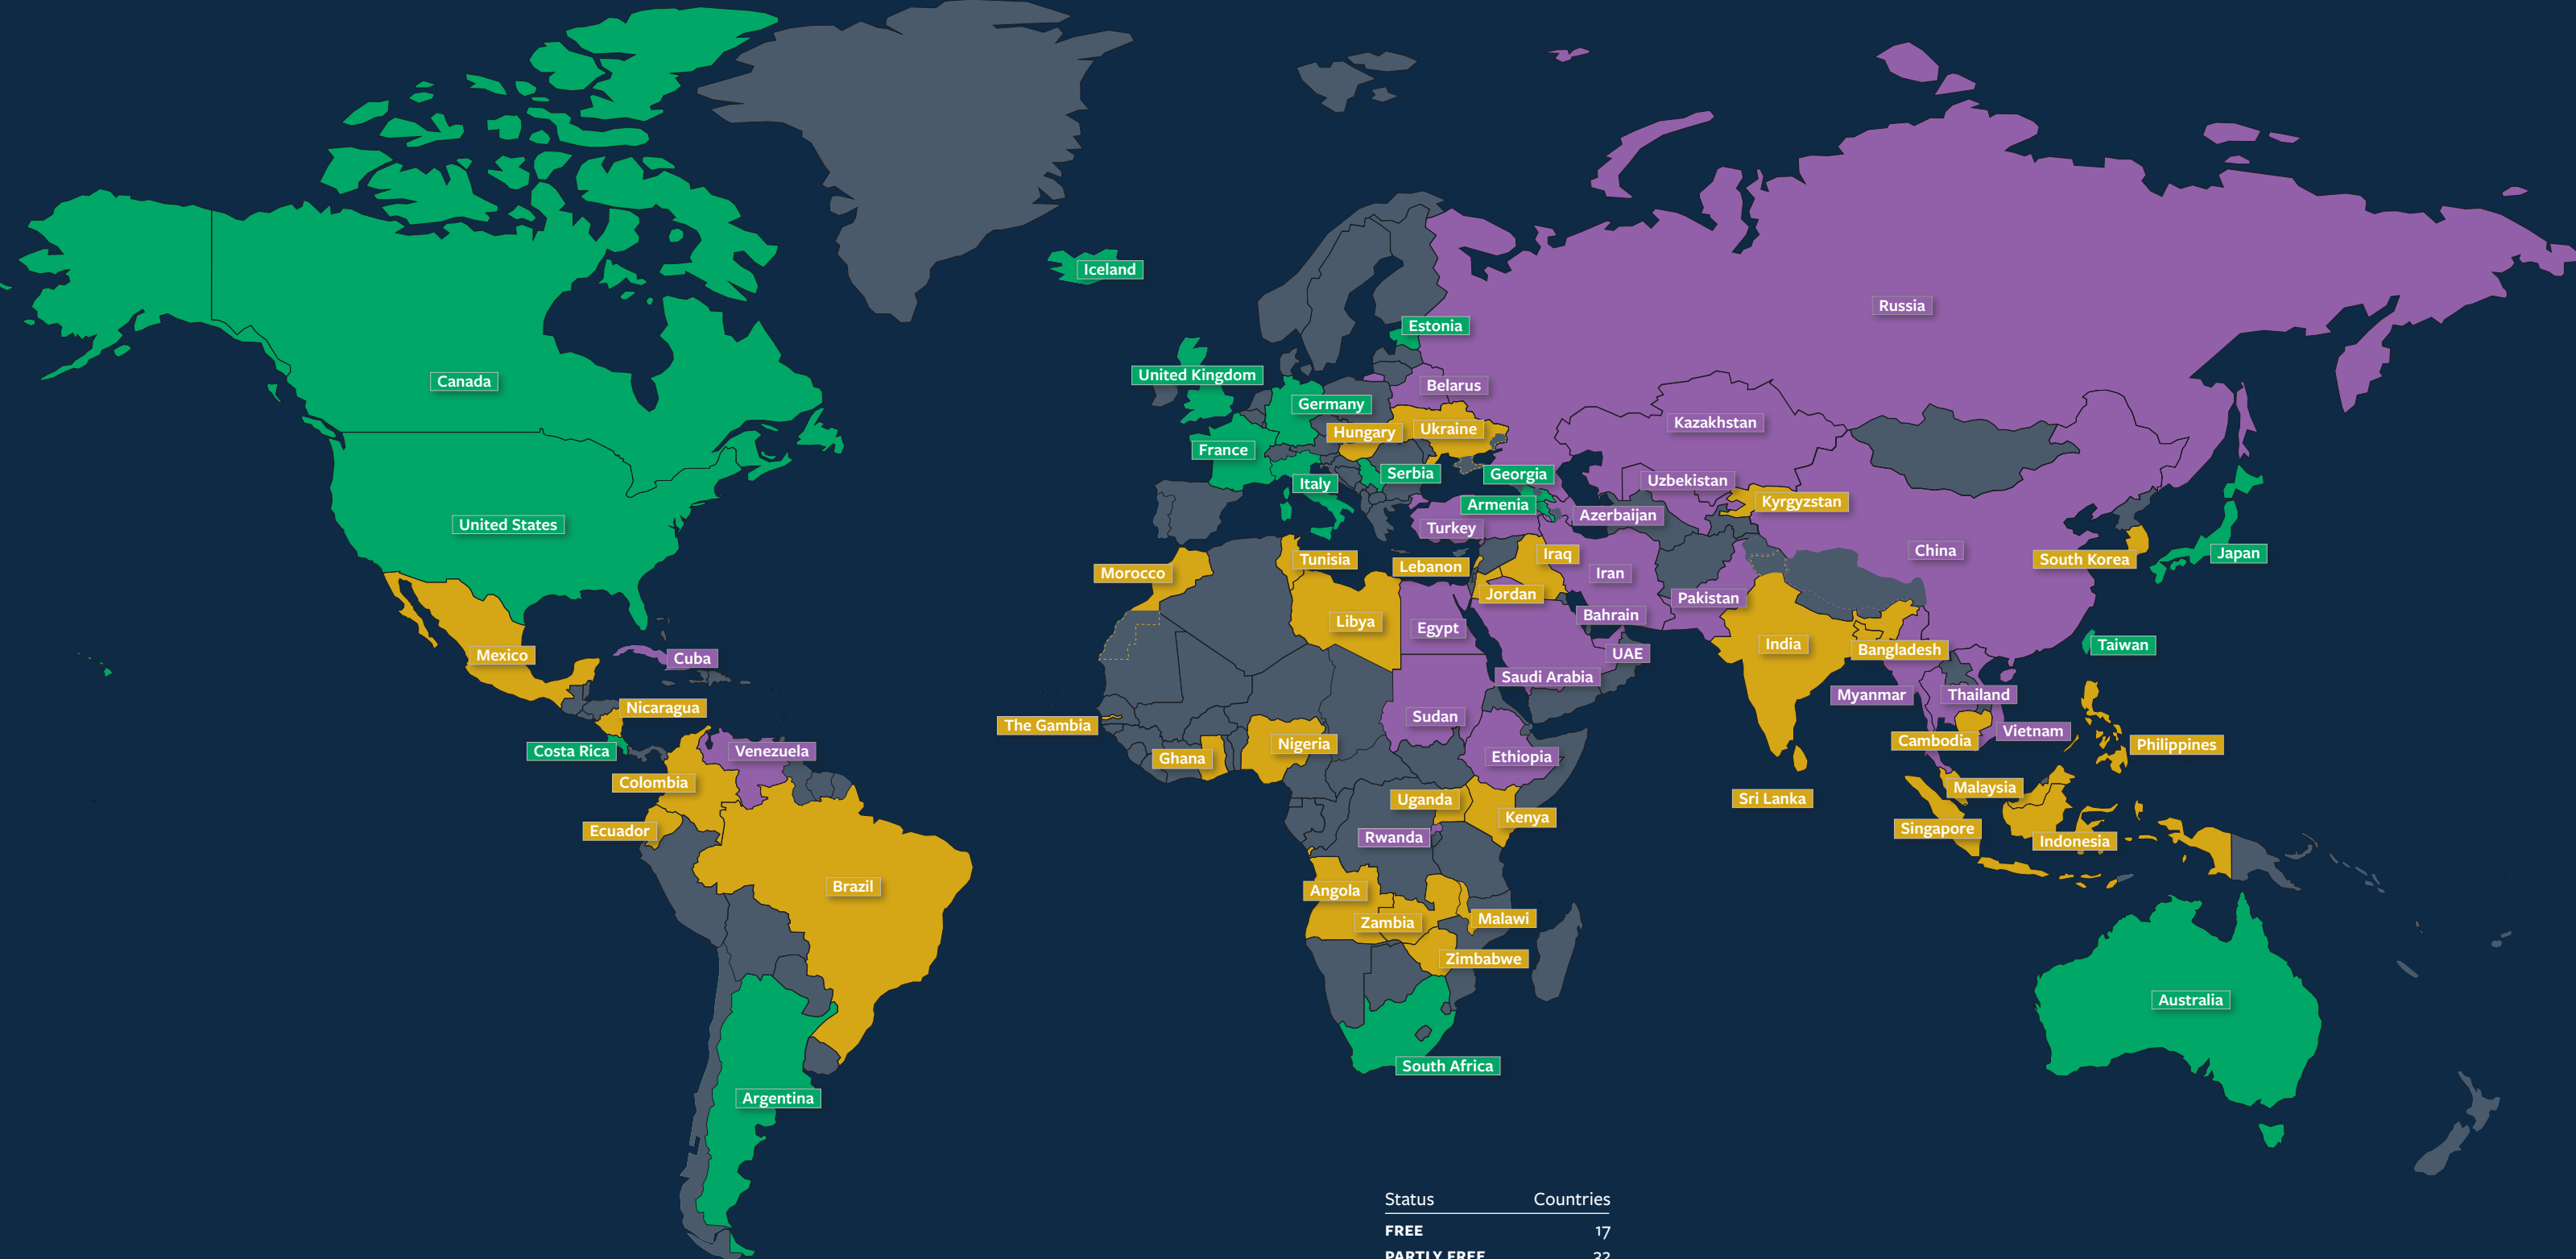 Iceland
Russia
Estonia
United Kingdom
Canada
Belarus
Germany
Kazakhstan
Hungary
Ukraine
France
Serbia
Georgia
Italy
Uzbekistan
Kyrgyzstan
Armenia
Azerbaijan
United States
Turkey
China
Japan
Iraq
Tunisia
South Korea
Lebanon
Morocco
Iran
Jordan
Pakistan
Bahrain
Libya
Egypt
India
Taiwan
Bangladesh
UAE
Mexico
Cuba
Saudi Arabia
Myanmar
Thailand
Nicaragua
Sudan
The Gambia
Vietnam
Cambodia
Nigeria
Philippines
Costa Rica
Venezuela
Ghana
Ethiopia
Colombia
Malaysia
Sri Lanka
Uganda
Kenya
Singapore
Ecuador
Rwanda
Indonesia
Brazil
Angola
Malawi
Zambia
Zimbabwe
Australia
South Africa
Argentina
Status Countries
FREE 17
PARTLY FREE 32